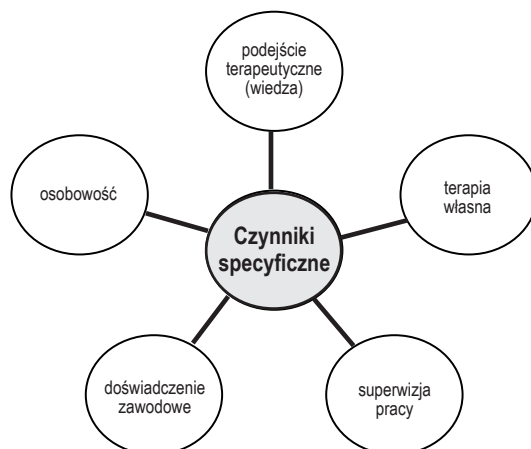 podejście
terapeutyczne
(wiedza)
osobowość
terapia
własna
Czynniki
specyficzne
doświadczenie
zawodowe
superwizja
pracy